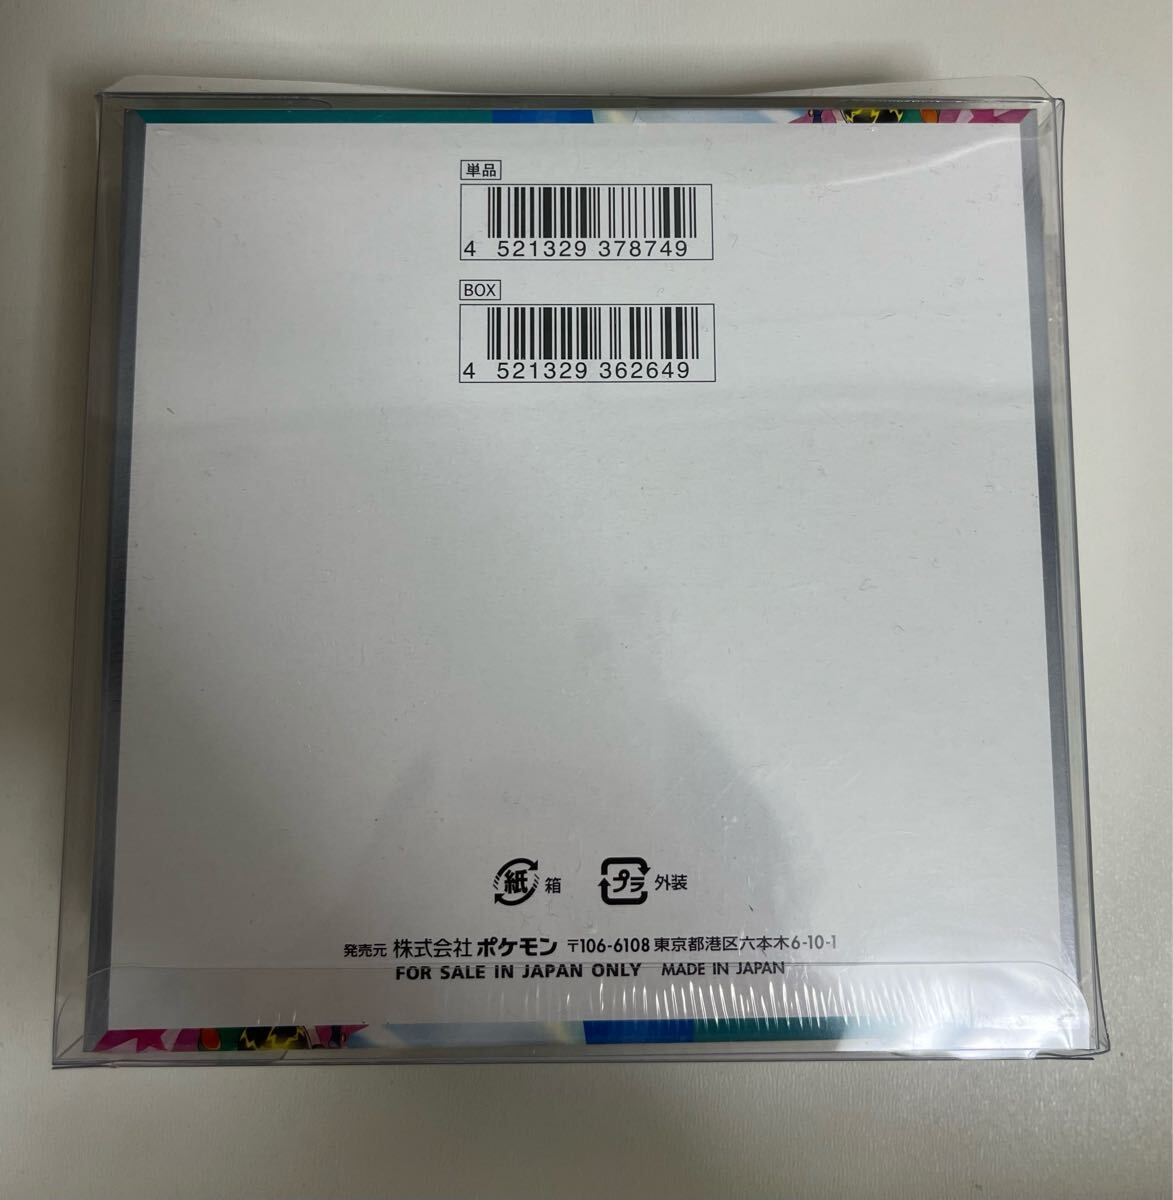 単品
4 521329 378749
BOX
4 521329 362649
紙 箱 プラ 外装
発売元 株式会社 ポケモン 〒106-6108 東京都港区六本木6-10-1
FOR SALE IN JAPAN ONLY MADE IN JAPAN